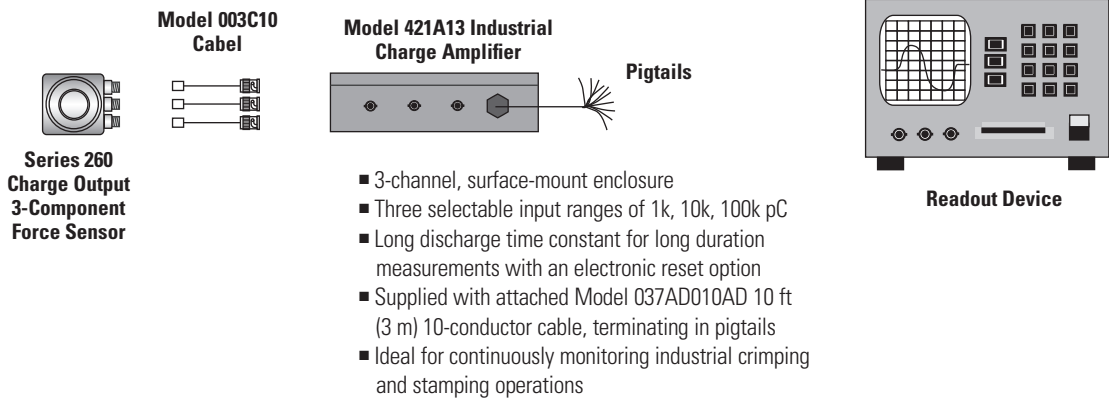 Model 003C10
Cabel
Model 421A13 Industrial
Charge Amplifier
Pigtails
Series 260
Charge Output
3-Component
Force Sensor
Readout Device
■ 3-channel, surface-mount enclosure
■ Three selectable input ranges of 1k, 10k, 100k pC
■ Long discharge time constant for long duration
measurements with an electronic reset option
■ Supplied with attached Model 037AD010AD 10 ft
(3 m) 10-conductor cable, terminating in pigtails
■ Ideal for continuously monitoring industrial crimping
and stamping operations